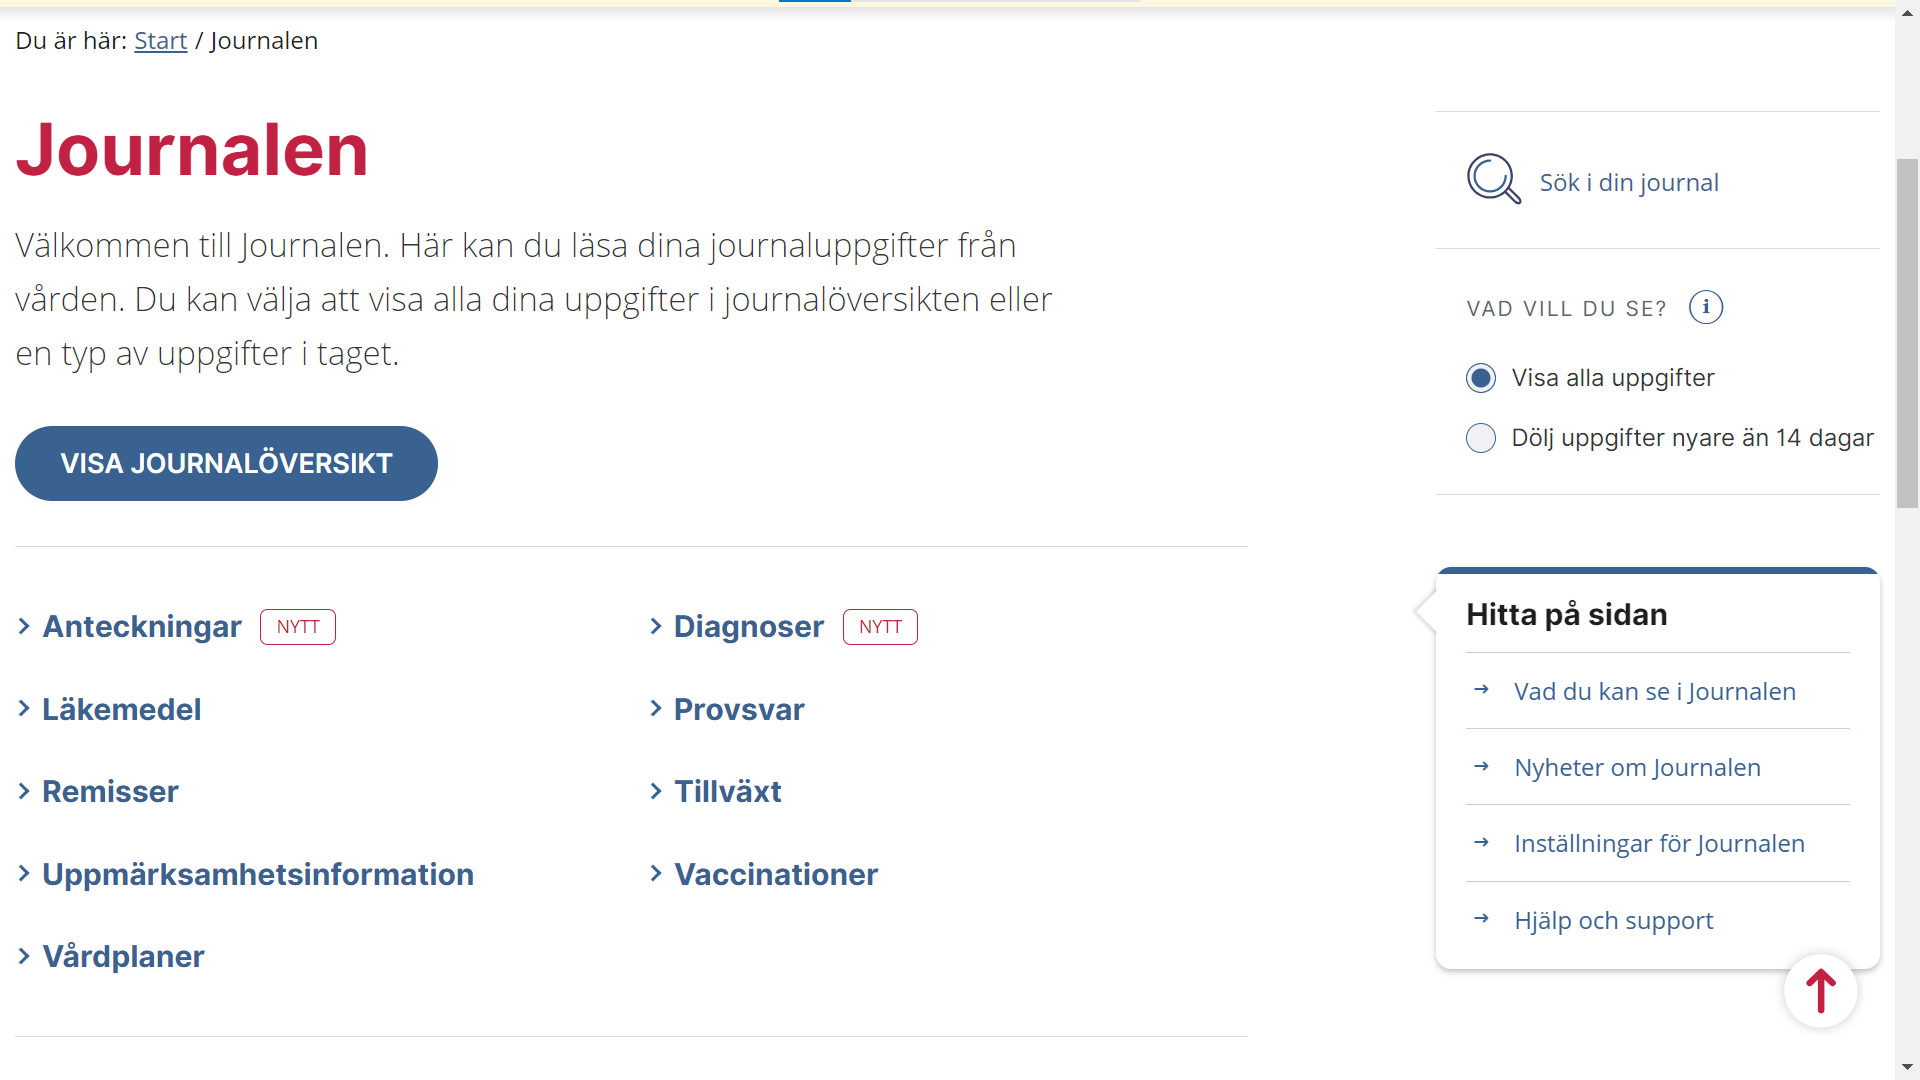 Du är här: Start / Journalen
Journalen
Välkommen till Journalen. Här kan du läsa dina journaluppgifter från
vården. Du kan välja att visa alla dina uppgifter i journalöversikten eller
en typ av uppgifter i taget.
VISA JOURNALÖVERSIKT
Anteckningar NYTT
Diagnoser NYTT
Läkemedel
Provsvar
Remisser
Tillväxt
Uppmärksamhetsinformation
Vaccinationer
Vårdplaner
Sök i din journal
VAD VILL DU SE? i
Visa alla uppgifter
Dölj uppgifter nyare än 14 dagar
Hitta på sidan
Vad du kan se i Journalen
Nyheter om Journalen
Inställningar för Journalen
Hjälp och support